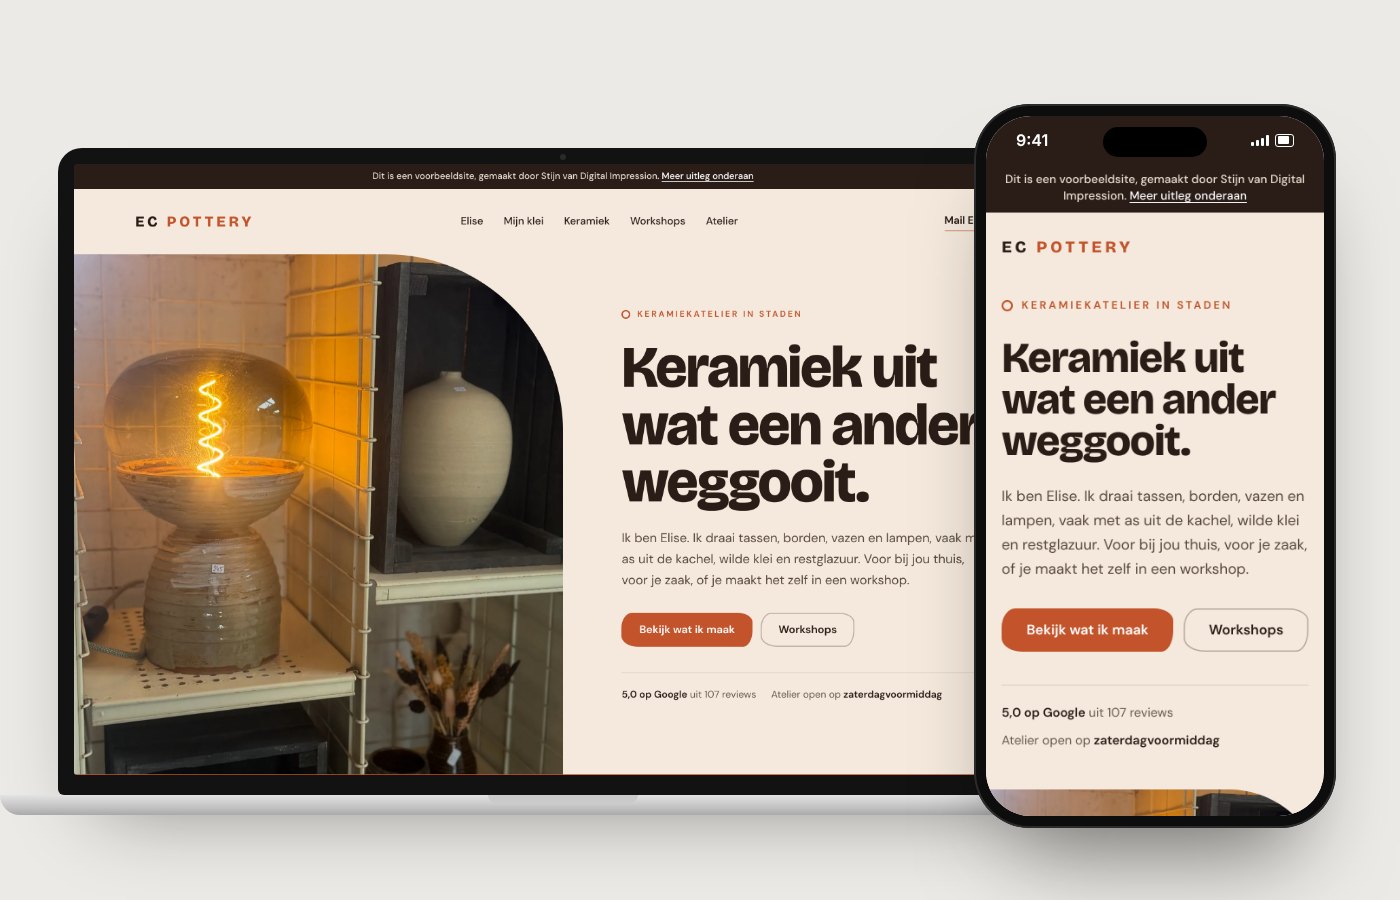 Dit is een voorbeeldsite, gemaakt door Stijn van Digital Impression. Meer uitleg onderaan
EC POTTERY
Elise
Mijn klei
Keramiek
Workshops
Atelier
Mail E
KERAMIEKATELIER IN STADEN
Keramiek uit
wat een ander
weggooit.
Ik ben Elise. Ik draai tassen, borden, vazen en lampen, vaak m
as uit de kachel, wilde klei en restglazuur. Voor bij jou thuis,
voor je zaak, of je maakt het zelf in een workshop.
Bekijk wat ik maak
Workshops
5,0 op Google uit 107 reviews
Atelier open op zaterdagvoormiddag
9:41
Dit is een voorbeeldsite, gemaakt door Stijn van Digital
Impression. Meer uitleg onderaan
EC POTTERY
KERAMIEKATELIER IN STADEN
Keramiek uit
wat een ander
weggooit.
Ik ben Elise. Ik draai tassen, borden, vazen en
lampen, vaak met as uit de kachel, wilde klei
en restglazuur. Voor bij jou thuis, voor je zaak,
of je maakt het zelf in een workshop.
Bekijk wat ik maak
Workshops
5,0 op Google uit 107 reviews
Atelier open op zaterdagvoormiddag